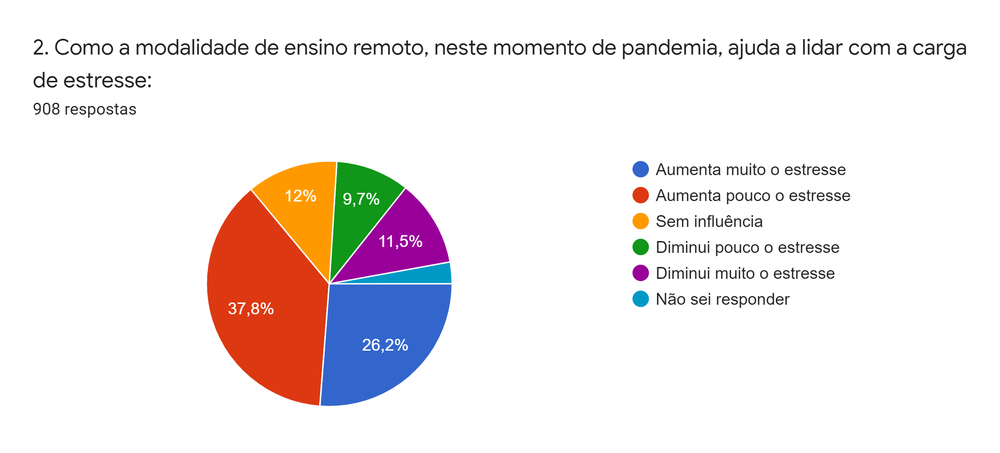 2. Como a modalidade de ensino remoto, neste momento de pandemia, ajuda a lidar com a carga
de estresse:
908 respostas
12%
9,7%
11,5%
37,8%
26,2%
Aumenta muito o estresse
Aumenta pouco o estresse
Sem influência
Diminui pouco o estresse
Diminui muito o estresse
Não sei responder